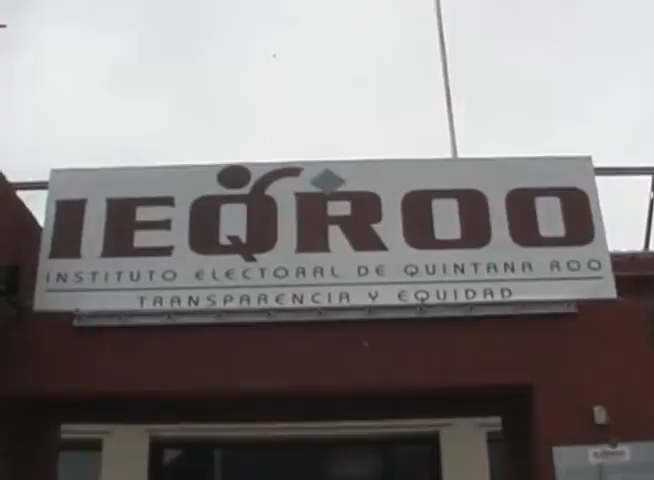 IEQROO
INSTITUTO ELECTORAL DE QUINTANA ROO
TRANSPARENCIA Y EQUIDAD